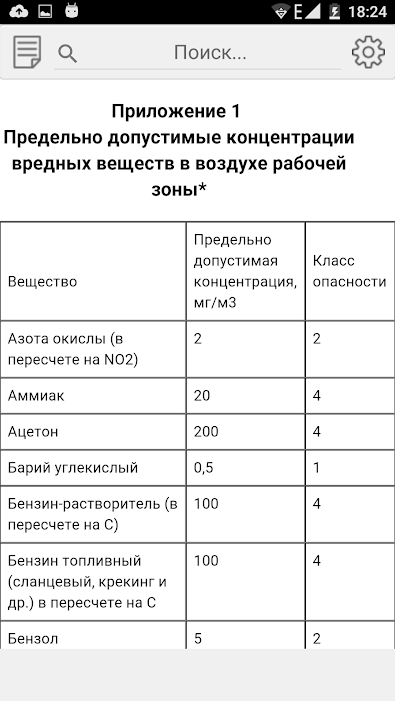 18:24
Поиск...
Приложение 1
Предельно допустимые концентрации
вредных веществ в воздухе рабочей
зоны*
Вещество
Предельно
допустимая
концентрация,
мг/м3
Класс
опасности
Азота окислы (в
пересчете на NO2)
2
2
Аммиак
20
4
Ацетон
200
4
Барий углекислый
0,5
1
Бензин-растворитель (в
пересчете на С)
100
4
Бензин топливный
(сланцевый, крекинг и
др.) в пересчете на С
100
4
Бензол
5
2